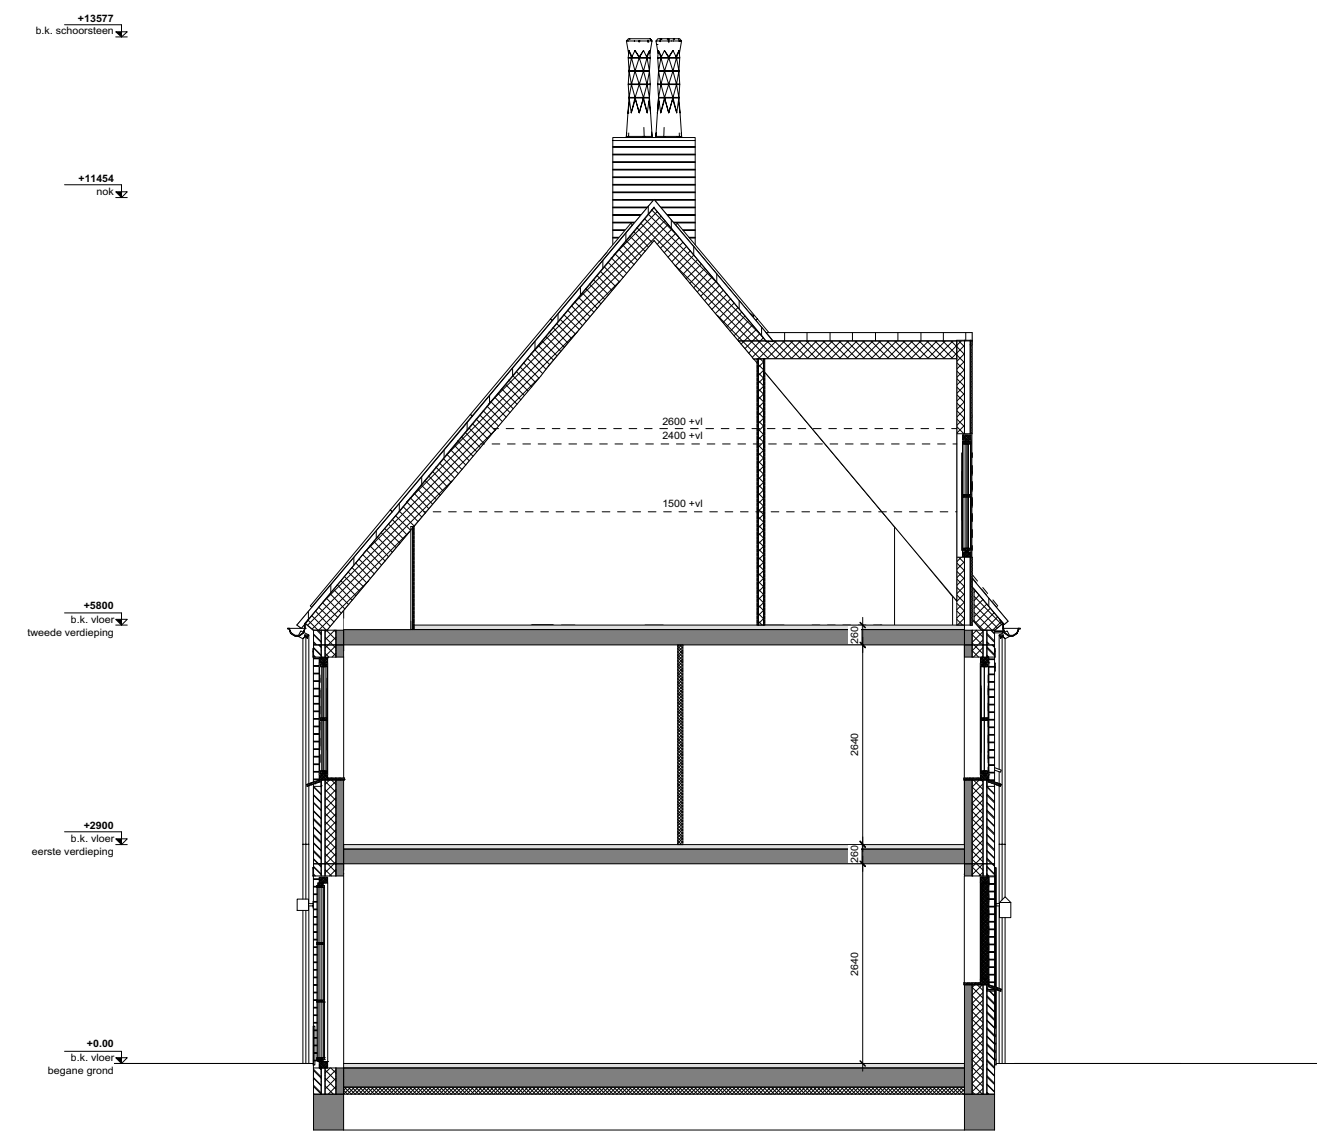 +13577
b.k. schoorsteen
+11454
nok
2600 +vl
2400 +vl
1500 +vl
+5800
b.k. vloer
tweede verdieping
260
2640
+2900
b.k. vloer
eerste verdieping
260
2640
+0.00
b.k. vloer
begane grond